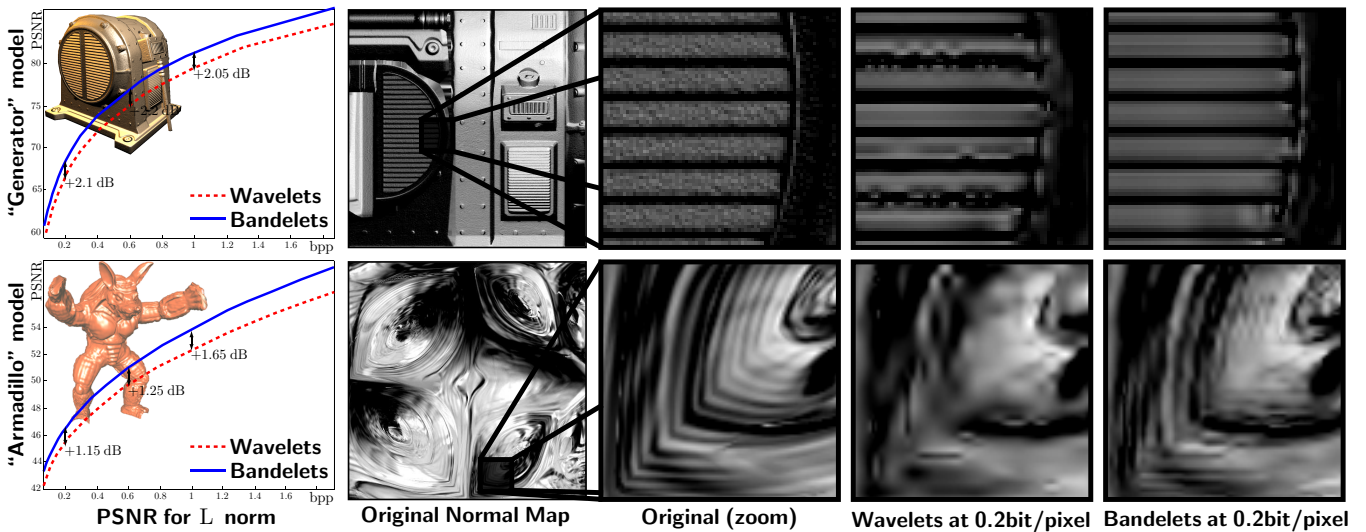 "Generator" model
PSNR
80
75
70
65
60
+2.1 dB
+2.2 dB
+2.05 dB
Wavelets
Bandelets
0.2 0.4 0.6 0.8 1 1.2 1.4 1.6 bpp
"Armadillo" model
PSNR
54
52
50
48
46
44
42
+1.15 dB
+1.25 dB
+1.65 dB
Wavelets
Bandelets
0.2 0.4 0.6 0.8 1 1.2 1.4 1.6 bpp
PSNR for L norm
Original Normal Map
Original (zoom)
Wavelets at 0.2bit/pixel
Bandelets at 0.2bit/pixel